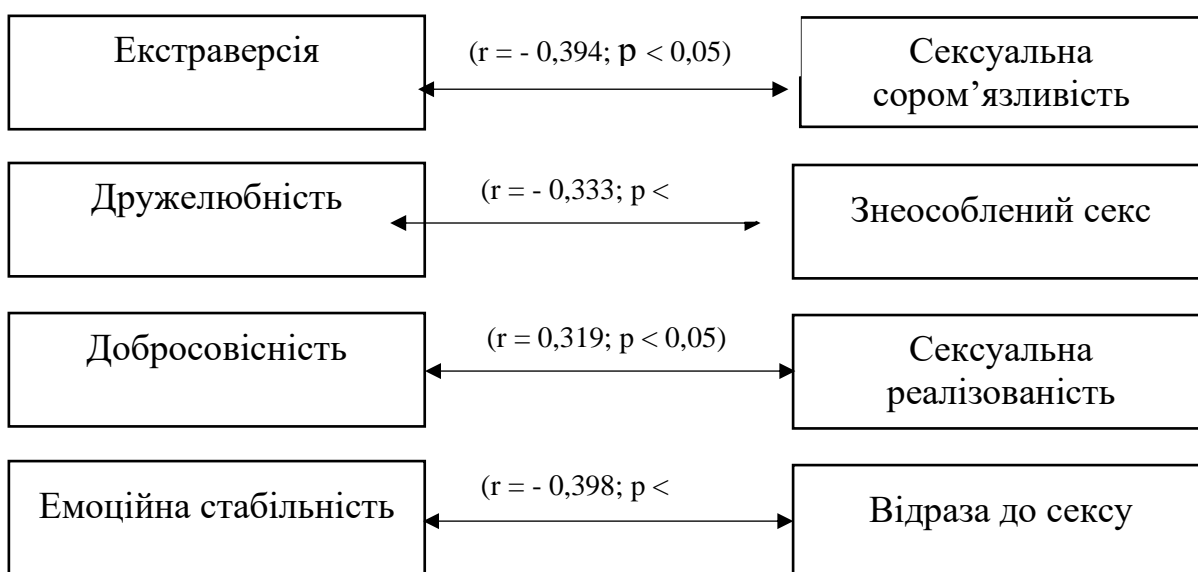 Екстраверсія
(r = - 0,394; p < 0,05)
Сексуальна
сором’язливість
Дружелюбність
(r = - 0,333; p <
Знеособлений секс
Добросовісність
(r = 0,319; p < 0,05)
Сексуальна
реалізованість
Емоційна стабільність
(r = - 0,398; p <
Відраза до сексу